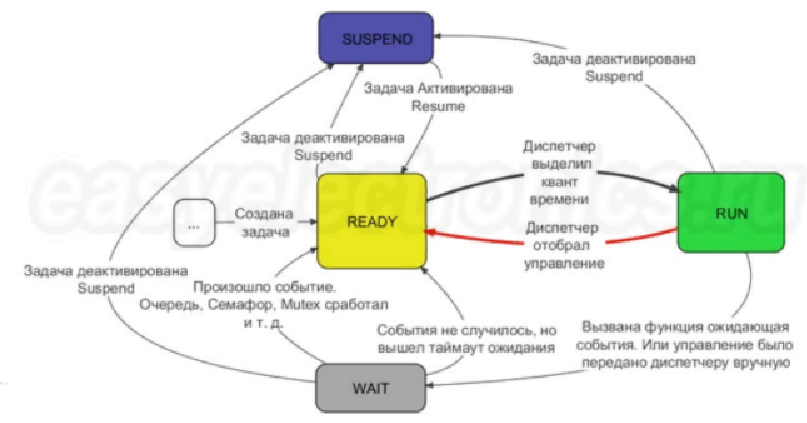 SUSPEND
Задача деактивирована
Suspend
Задача Активирована
Resume
Задача деактивирована
Suspend
Диспетчер
выделил
квант
времени
...
Создана
задача
READY
RUN
Диспетчер
отобрал
управление
Задача деактивирована
Suspend
Произошло событие.
Очередь, Семафор, Mutex сработал
и т. д.
События не случилось, но
вышел таймаут ожидания
Вызвана функция ожидающая
события. Или управление было
передано диспетчеру вручную
WAIT
easyelectronics.ru